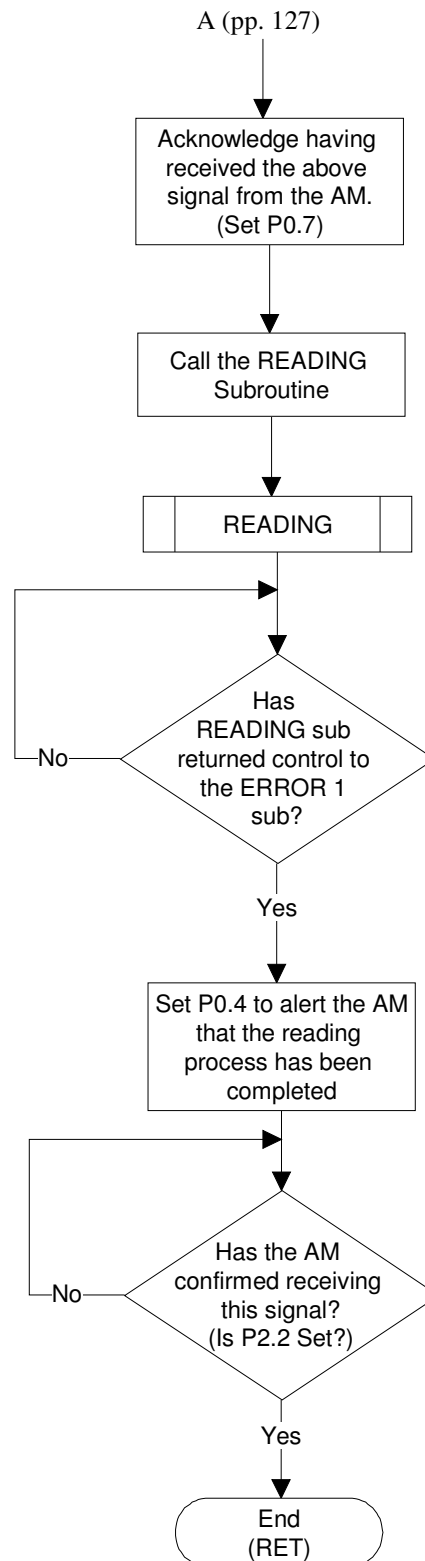 A (pp. 127)
Acknowledge having
received the above
signal from the AM.
(Set P0.7)
Call the READING
Subroutine
READING
Has
READING sub
returned control to
the ERROR 1
sub?
No
Yes
Set P0.4 to alert the AM
that the reading
process has been
completed
Has the AM
confirmed receiving
this signal?
(Is P2.2 Set?)
No
Yes
End
(RET)